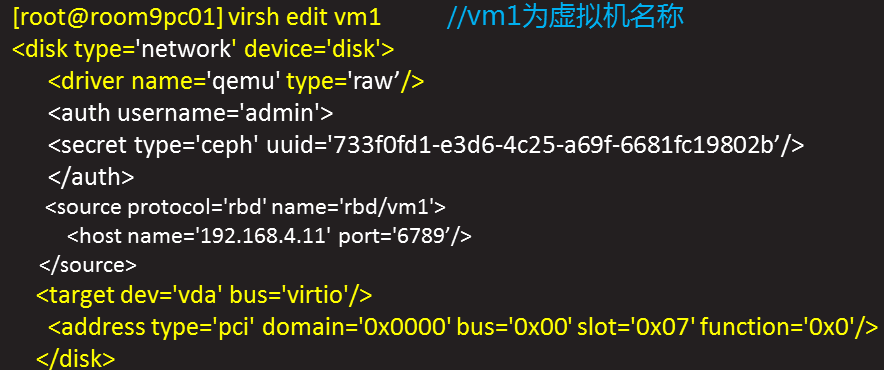 [root@room9pc01] virsh edit vm1 //vm1为虚拟机名称
<disk type='network' device='disk'>
<driver name='qemu' type='raw’/>
<auth username='admin'>
<secret type='ceph' uuid='733f0fd1-e3d6-4c25-a69f-6681fc19802b’/>
</auth>
<source protocol='rbd' name='rbd/vm1'>
<host name='192.168.4.11' port='6789’/>
</source>
<target dev='vda' bus='virtio'/>
<address type='pci' domain='0x0000' bus='0x00' slot='0x07' function='0x0'/>
</disk>